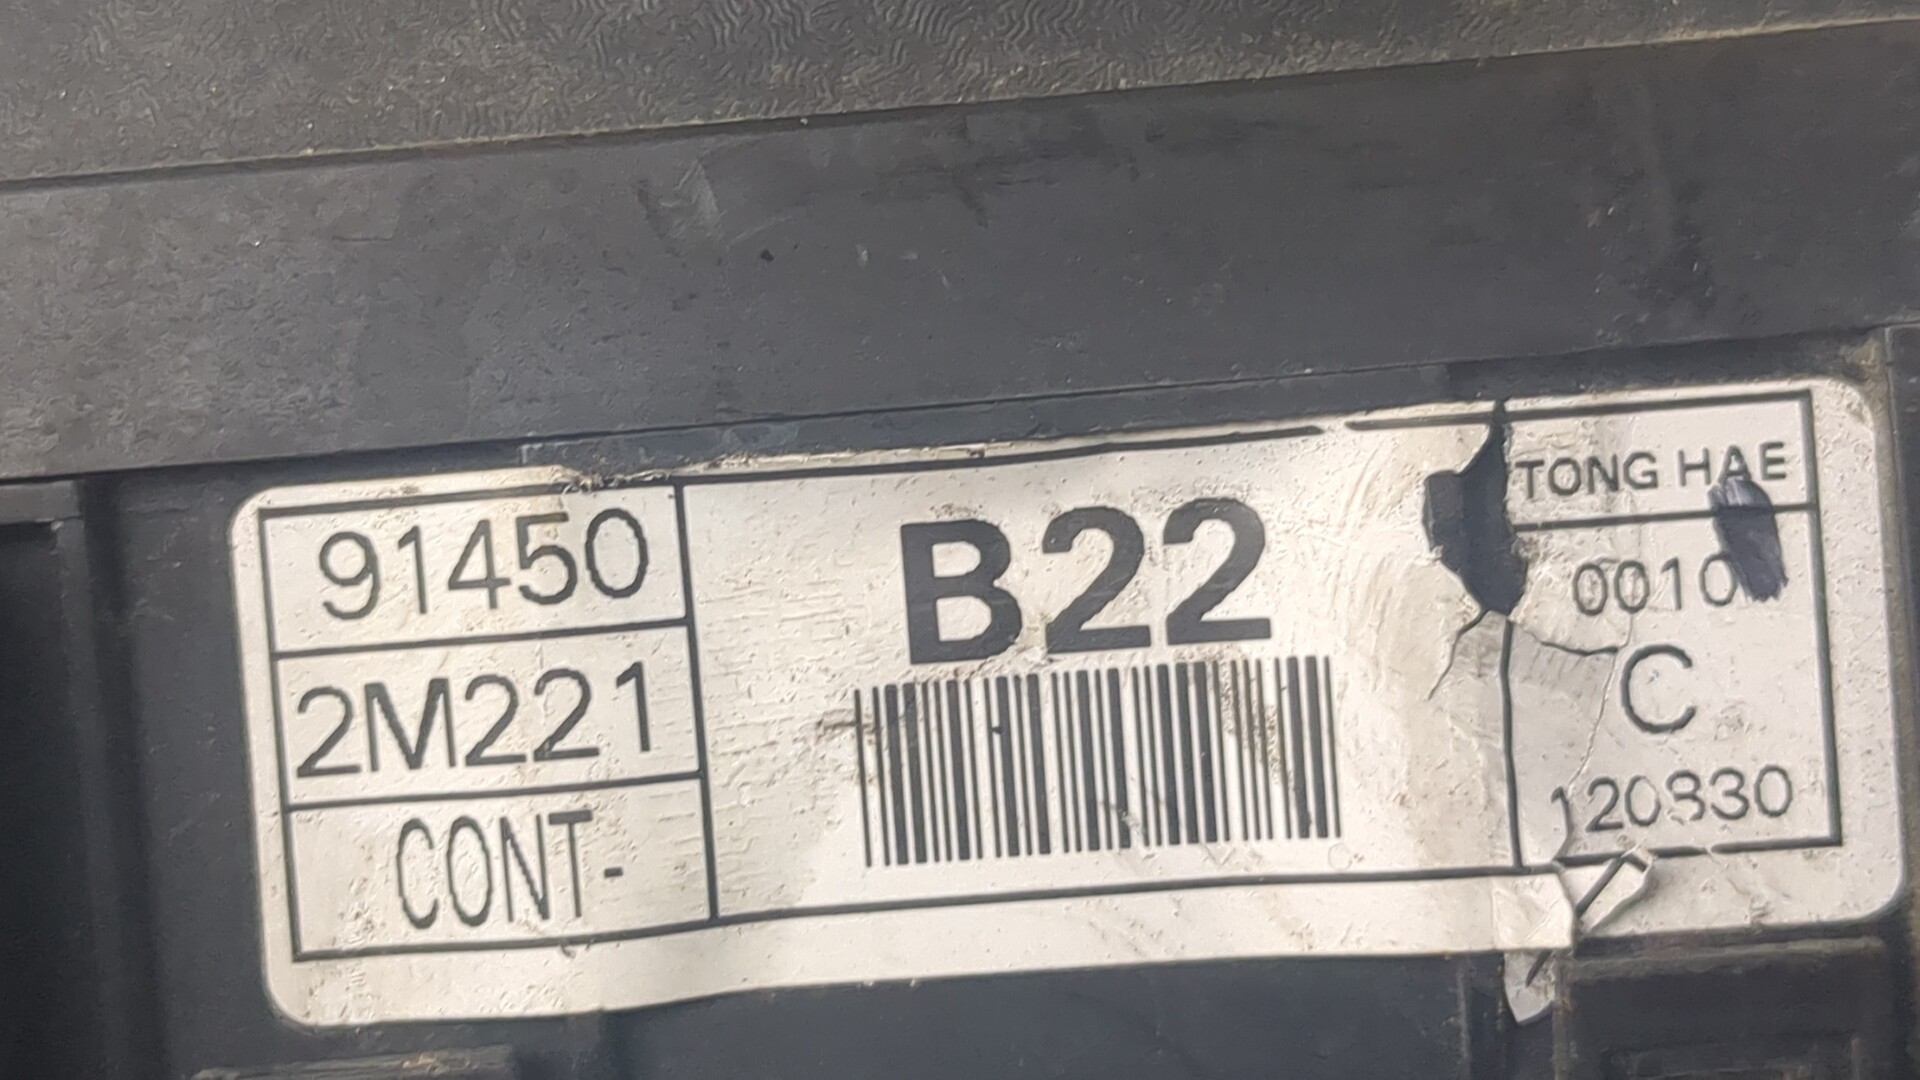 91450
2M221
CONT-
B22
TONG HAE
0010
C
120830